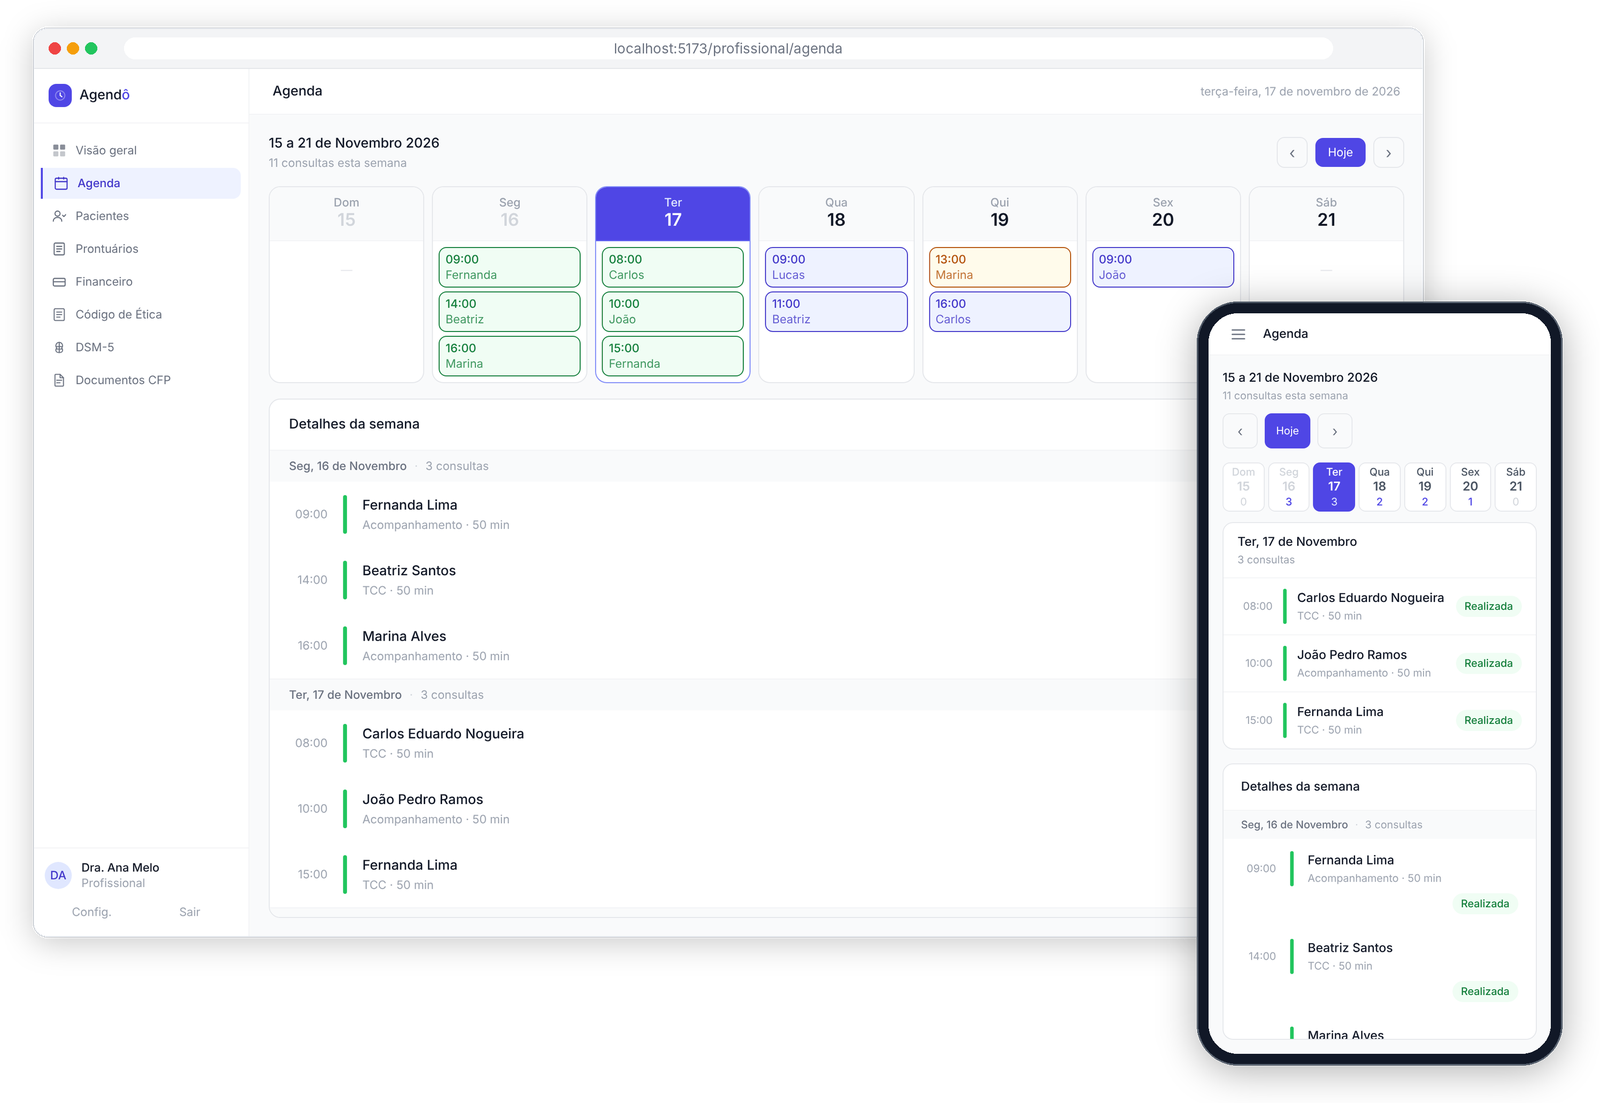 localhost:5173/profissional/agenda
Agendô
Visão geral
Agenda
Pacientes
Prontuários
Financeiro
Código de Ética
DSM-5
Documentos CFP
DA
Dra. Ana Melo
Profissional
Config. Sair
Agenda
terça-feira, 17 de novembro de 2026
15 a 21 de Novembro 2026
11 consultas esta semana
‹ Hoje ›
Dom
15
—
Seg
16
09:00
Fernanda
14:00
Beatriz
16:00
Marina
Ter
17
08:00
Carlos
10:00
João
15:00
Fernanda
Qua
18
09:00
Lucas
11:00
Beatriz
Qui
19
13:00
Marina
16:00
Carlos
Sex
20
09:00
João
Sáb
21
—
Detalhes da semana
Seg, 16 de Novembro · 3 consultas
09:00
Fernanda Lima
Acompanhamento · 50 min
14:00
Beatriz Santos
TCC · 50 min
16:00
Marina Alves
Acompanhamento · 50 min
Ter, 17 de Novembro · 3 consultas
08:00
Carlos Eduardo Nogueira
TCC · 50 min
10:00
João Pedro Ramos
Acompanhamento · 50 min
15:00
Fernanda Lima
TCC · 50 min
Agenda
15 a 21 de Novembro 2026
11 consultas esta semana
‹ Hoje ›
Dom Seg Ter Qua Qui Sex Sáb
15 16 17 18 19 20 21
0 3 3 2 2 1 0
Ter, 17 de Novembro
3 consultas
08:00
Carlos Eduardo Nogueira
TCC · 50 min
Realizada
10:00
João Pedro Ramos
Acompanhamento · 50 min
Realizada
15:00
Fernanda Lima
TCC · 50 min
Realizada
Detalhes da semana
Seg, 16 de Novembro · 3 consultas
09:00
Fernanda Lima
Acompanhamento · 50 min
Realizada
14:00
Beatriz Santos
TCC · 50 min
Realizada
Marina Alves